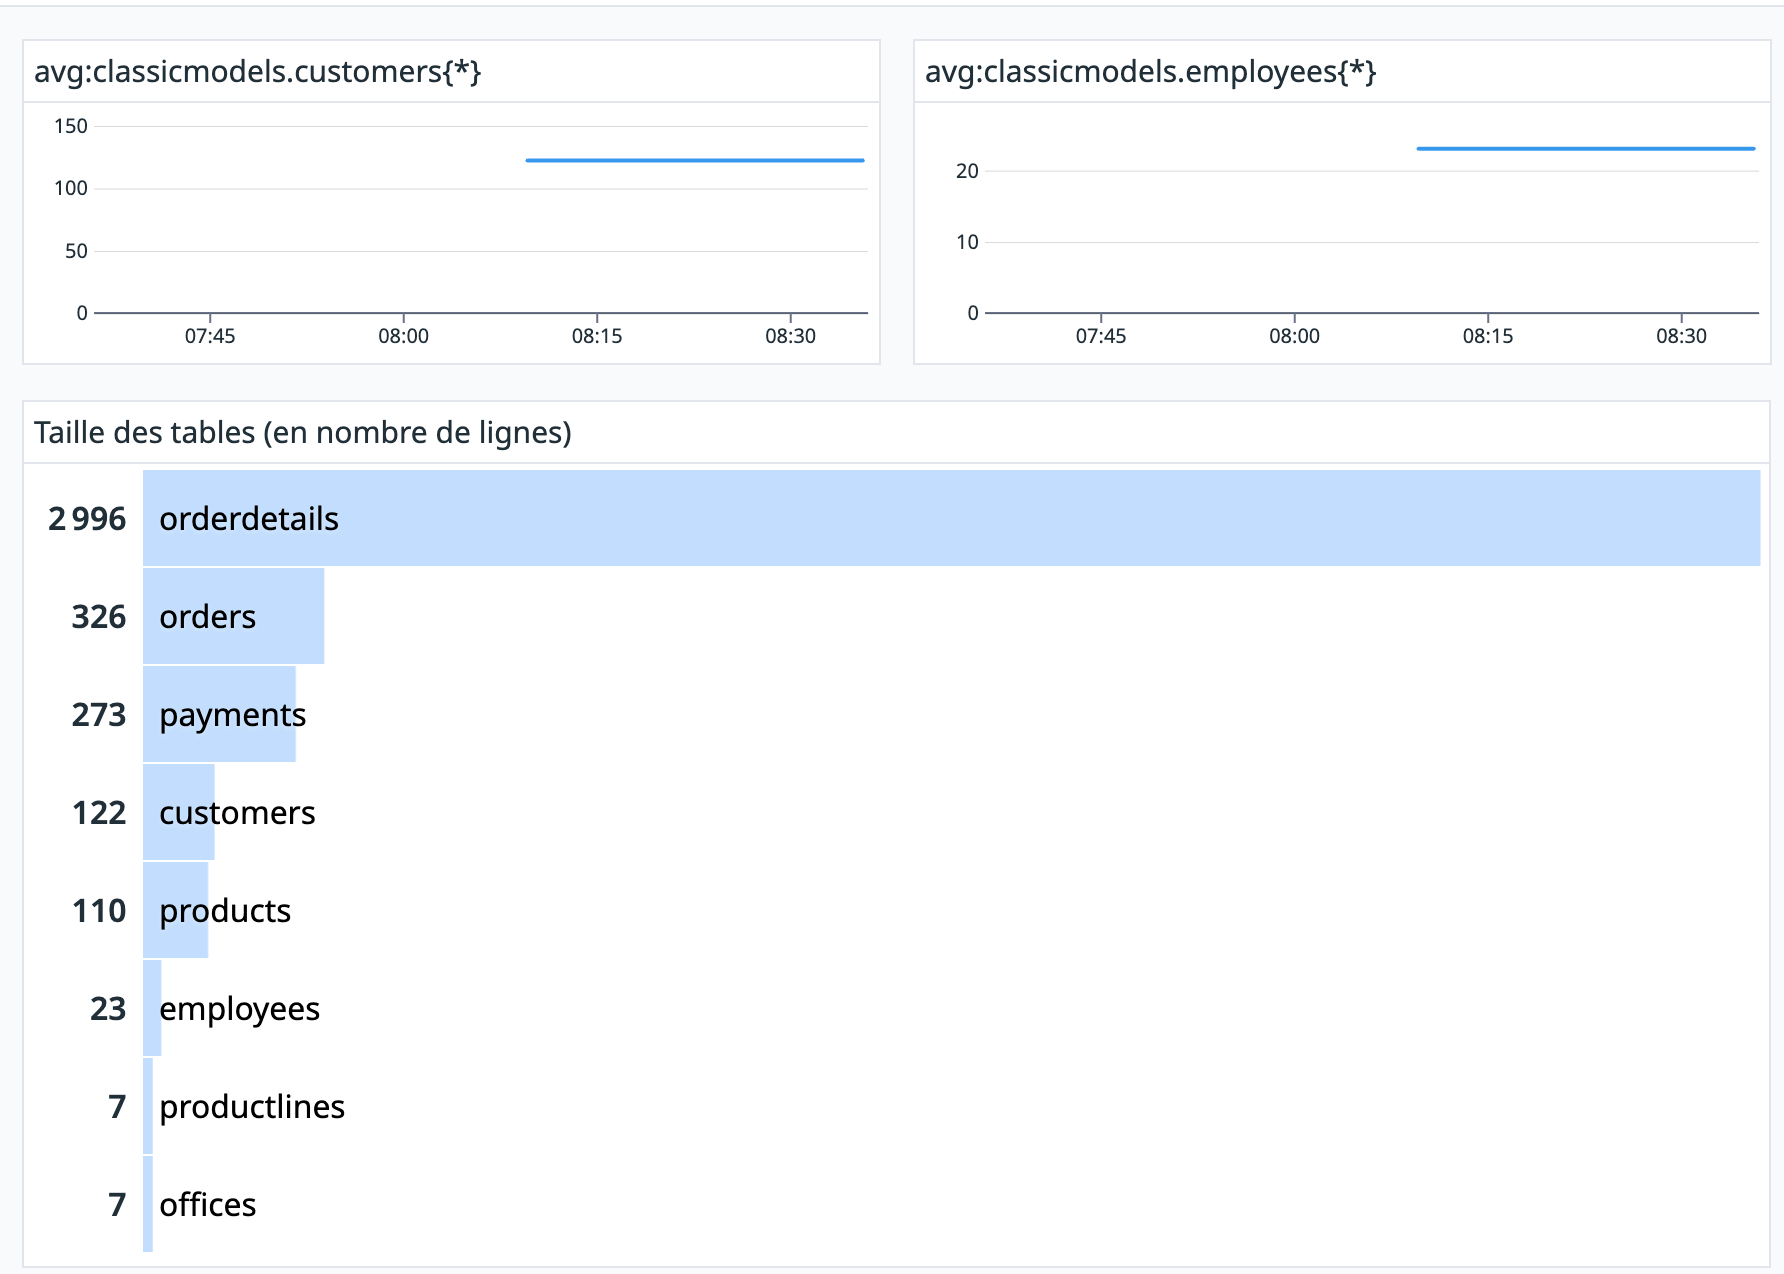 avg:classicmodels.customers{*}
150
100
50
0
07:45 08:00 08:15 08:30
avg:classicmodels.employees{*}
20
10
0
07:45 08:00 08:15 08:30
Taille des tables (en nombre de lignes)
2 996 orderdetails
326 orders
273 payments
122 customers
110 products
23 employees
7 productlines
7 offices